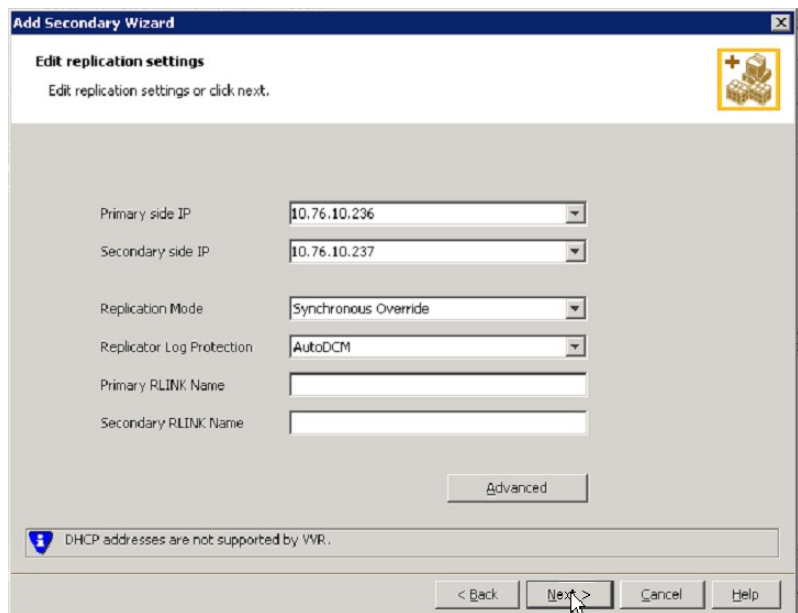 Add Secondary Wizard
Edit replication settings
Edit replication settings or click next.
Primary side IP 10.76.10.236
Secondary side IP 10.76.10.237
Replication Mode Synchronous Override
Replicator Log Protection AutoDCM
Primary RLINK Name
Secondary RLINK Name
Advanced
DHCP addresses are not supported by VVR.
< Back Next > Cancel Help